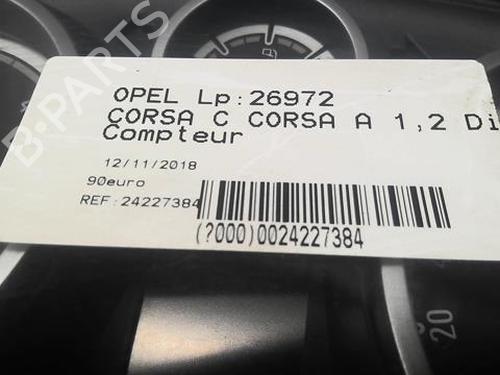 B-PARTS
OPEL Lp:26972
CORSA C CORSA A 1,2 Di
Compteur
12/11/2018
90euro
REF:24227384
(?000)0024227384
20